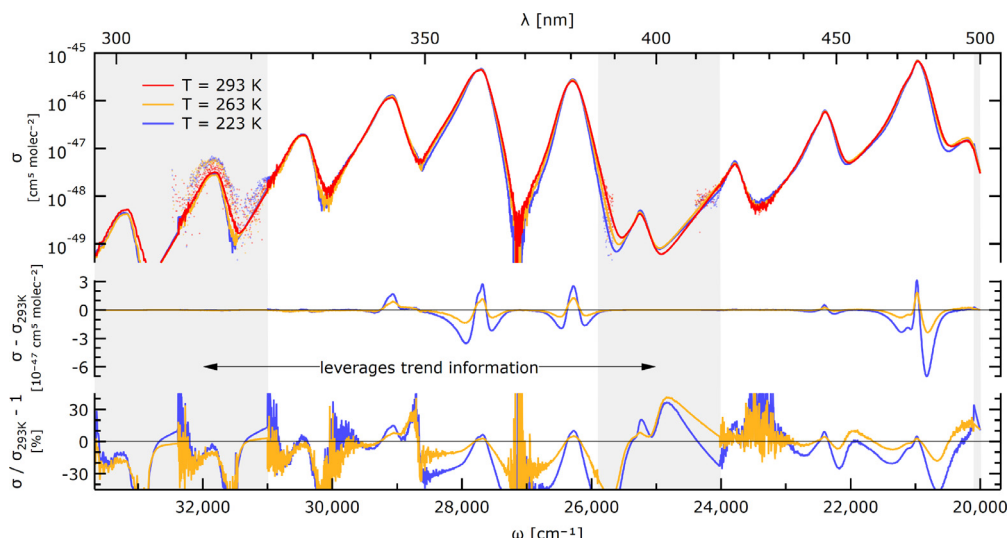 λ [nm]
300 350 400 450 500
10⁻⁴⁵
10⁻⁴⁶
10⁻⁴⁷
10⁻⁴⁸
10⁻⁴⁹
σ
[cm⁵ molec⁻²]
T = 293 K
T = 263 K
T = 223 K
3
0
-3
-6
σ - σ293K
[10⁻⁴⁷ cm⁵ molec⁻²]
leverages trend information
30
0
-30
σ / σ293K - 1
[%]
32,000 30,000 28,000 26,000 24,000 22,000 20,000
ω [cm⁻¹]